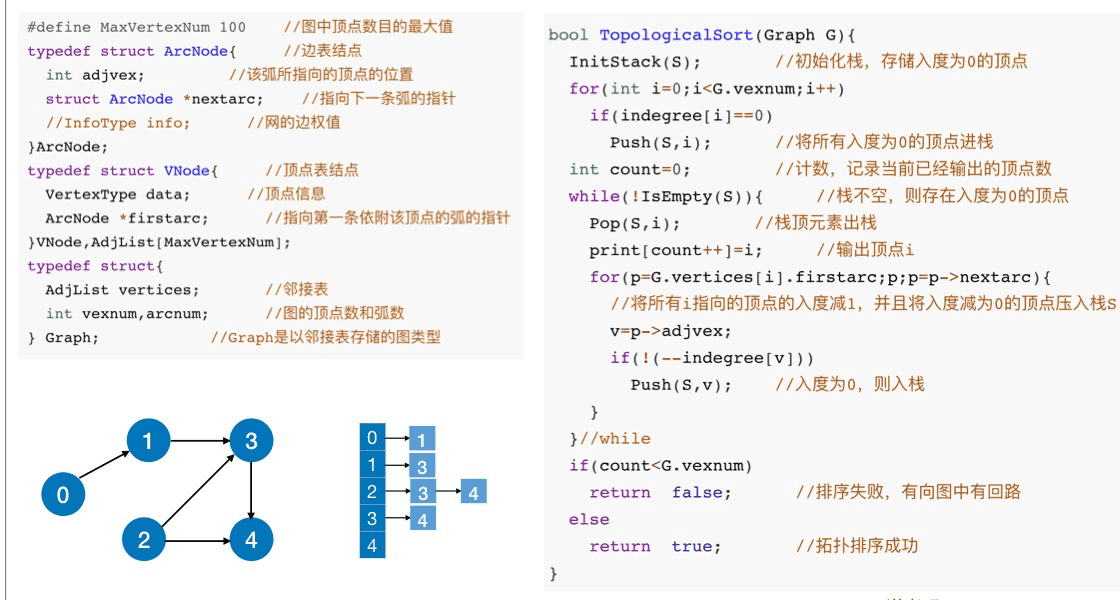 #define MaxVertexNum 100 //图中顶点数目的最大值
typedef struct ArcNode{ //边表结点
int adjvex; //该弧所指向的顶点的位置
struct ArcNode *nextarc; //指向下一条弧的指针
//InfoType info; //网的边权值
}ArcNode;
typedef struct VNode{ //顶点表结点
VertexType data; //顶点信息
ArcNode *firstarc; //指向第一条依附该顶点的弧的指针
}VNode,AdjList[MaxVertexNum];
typedef struct{
AdjList vertices; //邻接表
int vexnum,arcnum; //图的顶点数和弧数
} Graph; //Graph是以邻接表存储的图类型
bool TopologicalSort(Graph G){
InitStack(S); //初始化栈，存储入度为0的顶点
for(int i=0;i<G.vexnum;i++)
if(indegree[i]==0)
Push(S,i); //将所有入度为0的顶点进栈
int count=0; //计数，记录当前已经输出的顶点数
while(!IsEmpty(S)){ //栈不空，则存在入度为0的顶点
Pop(S,i); //栈顶元素出栈
print[count++]=i; //输出顶点i
for(p=G.vertices[i].firstarc;p;p=p->nextarc){
//将所有i指向的顶点的入度减1，并且将入度减为0的顶点压入栈S
v=p->adjvex;
if(!(--indegree[v]))
Push(S,v); //入度为0，则入栈
}
}//while
if(count<G.vexnum)
return false; //排序失败，有向图中有回路
else
return true; //拓扑排序成功
}
1 3
0
2 4
0 1
1 3
2 3 4
3 4
4